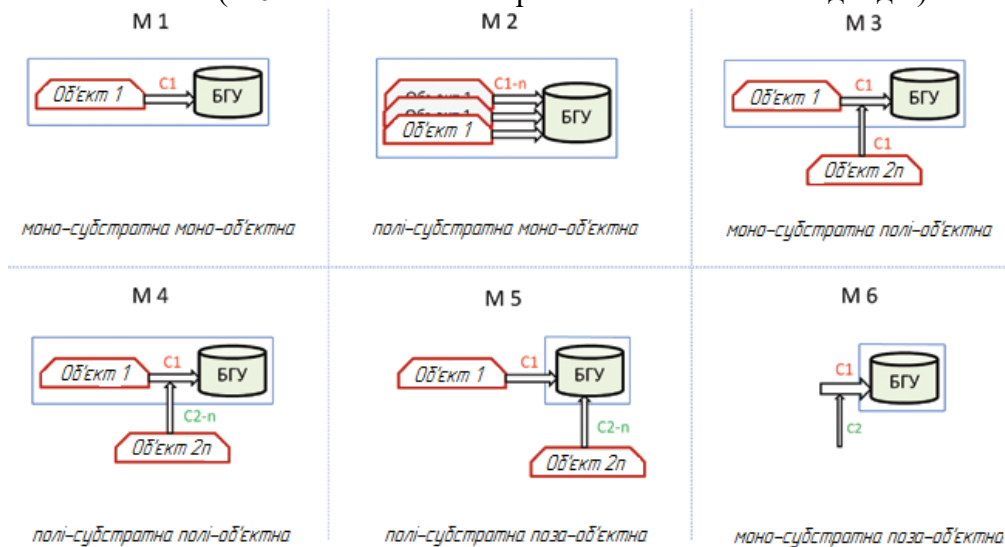 М 1
М 2
М 3
Об'єкт 1
С1
БГУ
С1-n
Об'єкт 1
БГУ
Об'єкт 1
С1
БГУ
С1
Об'єкт 2n
моно-субстратна моно-об'єктна
полі-субстратна моно-об'єктна
моно-субстратна полі-об'єктна
М 4
М 5
М 6
Об'єкт 1
С1
БГУ
С2-n
Об'єкт 2n
Об'єкт 1
С1
БГУ
С2-n
Об'єкт 2n
С1
БГУ
С2
полі-субстратна полі-об'єктна
полі-субстратна поза-об'єктна
моно-субстратна поза-об'єктна